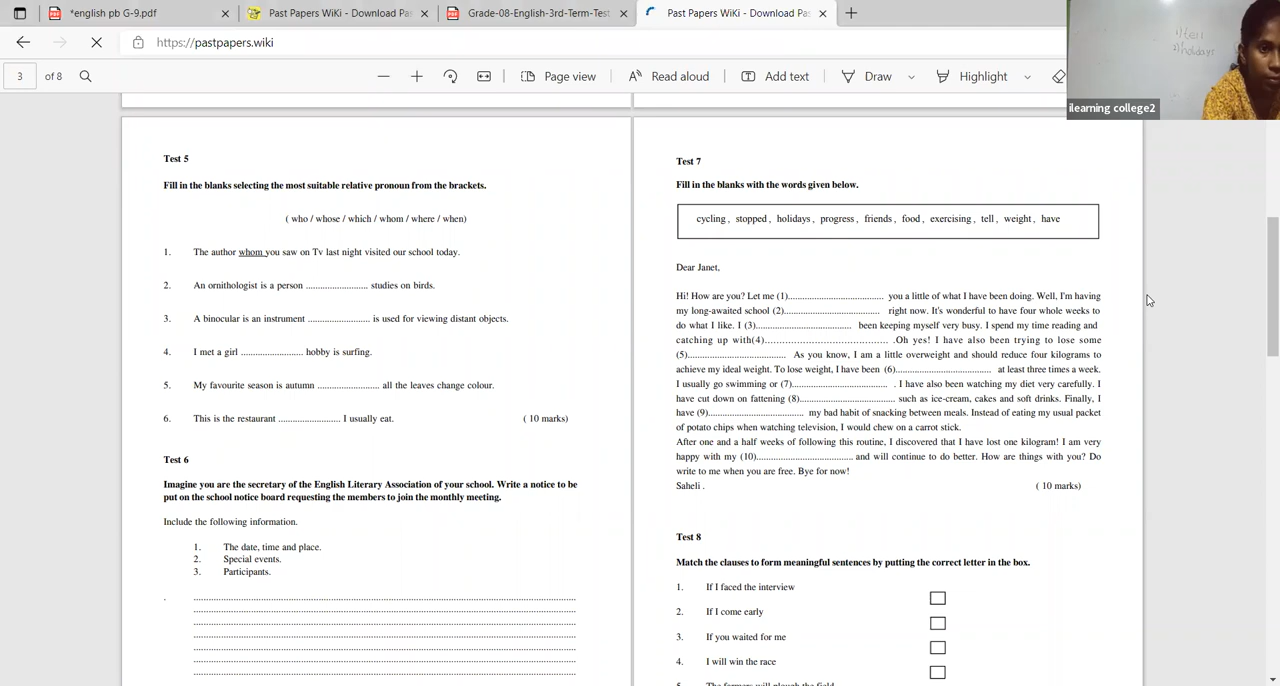 *english pb G-9.pdf
Past Papers WiKi - Download Pa
Grade-08-English-3rd-Term-Test
Past Papers WiKi - Download Pa
https://pastpapers.wiki
3 of 8
Page view
Read aloud
Add text
Draw
Highlight
1) tell
2) holidays
ilearning college2
Test 5
Fill in the blanks selecting the most suitable relative pronoun from the brackets.
( who / whose / which / whom / where / when)
1. The author whom you saw on Tv last night visited our school today.
2. An ornithologist is a person ........................ studies on birds.
3. A binocular is an instrument ........................ is used for viewing distant objects.
4. I met a girl ........................ hobby is surfing.
5. My favourite season is autumn ........................ all the leaves change colour.
6. This is the restaurant ........................ I usually eat. ( 10 marks)
Test 6
Imagine you are the secretary of the English Literary Association of your school. Write a notice to be
put on the school notice board requesting the members to join the monthly meeting.
Include the following information.
1. The date, time and place.
2. Special events.
3. Participants.
Test 7
Fill in the blanks with the words given below.
cycling , stopped , holidays , progress , friends , food , exercising , tell , weight , have
Dear Janet,
Hi! How are you? Let me (1)..................................... you a little of what I have been doing. Well, I'm having
my long-awaited school (2)..................................... right now. It's wonderful to have four whole weeks to
do what I like. I (3)..................................... been keeping myself very busy. I spend my time reading and
catching up with(4)..................................... .Oh yes! I have also been trying to lose some
(5)..................................... As you know, I am a little overweight and should reduce four kilograms to
achieve my ideal weight. To lose weight, I have been (6)..................................... at least three times a week.
I usually go swimming or (7)..................................... . I have also been watching my diet very carefully. I
have cut down on fattening (8)..................................... such as ice-cream, cakes and soft drinks. Finally, I
have (9)..................................... my bad habit of snacking between meals. Instead of eating my usual packet
of potato chips when watching television, I would chew on a carrot stick.
After one and a half weeks of following this routine, I discovered that I have lost one kilogram! I am very
happy with my (10)..................................... and will continue to do better. How are things with you? Do
write to me when you are free. Bye for now!
Saheli . ( 10 marks)
Test 8
Match the clauses to form meaningful sentences by putting the correct letter in the box.
1. If I faced the interview
2. If I come early
3. If you waited for me
4. I will win the race
5. The farmers will plough the field